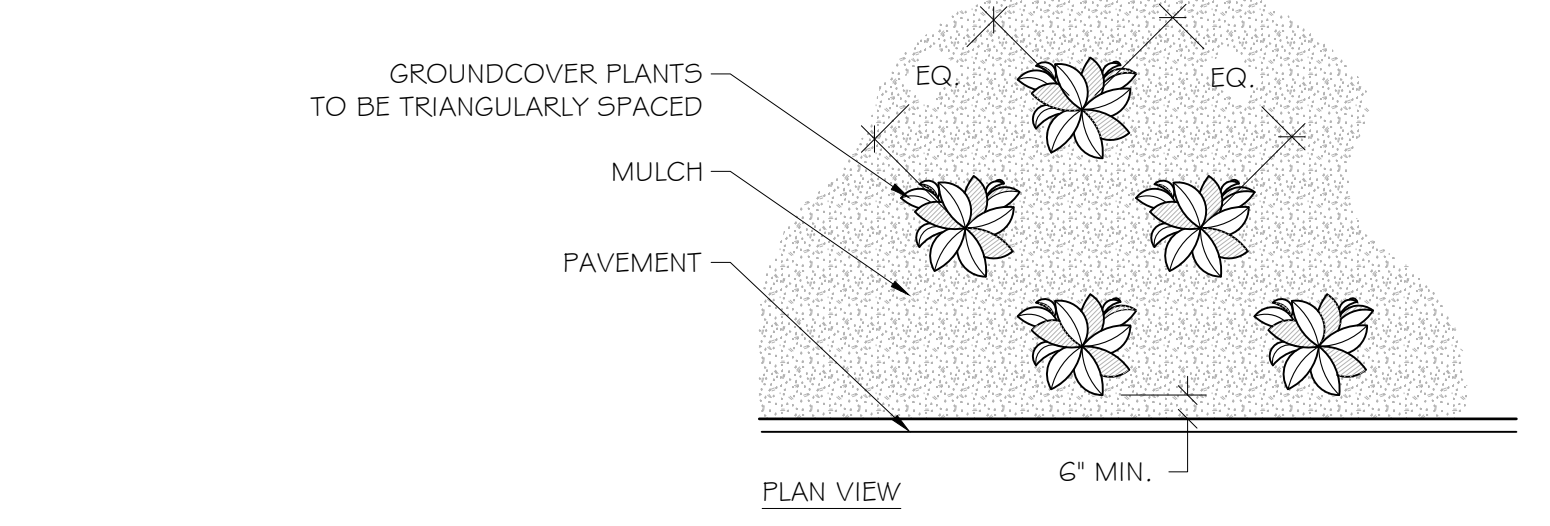 GROUNDCOVER PLANTS
TO BE TRIANGULARLY SPACED
EQ.
EQ.
MULCH
PAVEMENT
6" MIN.
PLAN VIEW